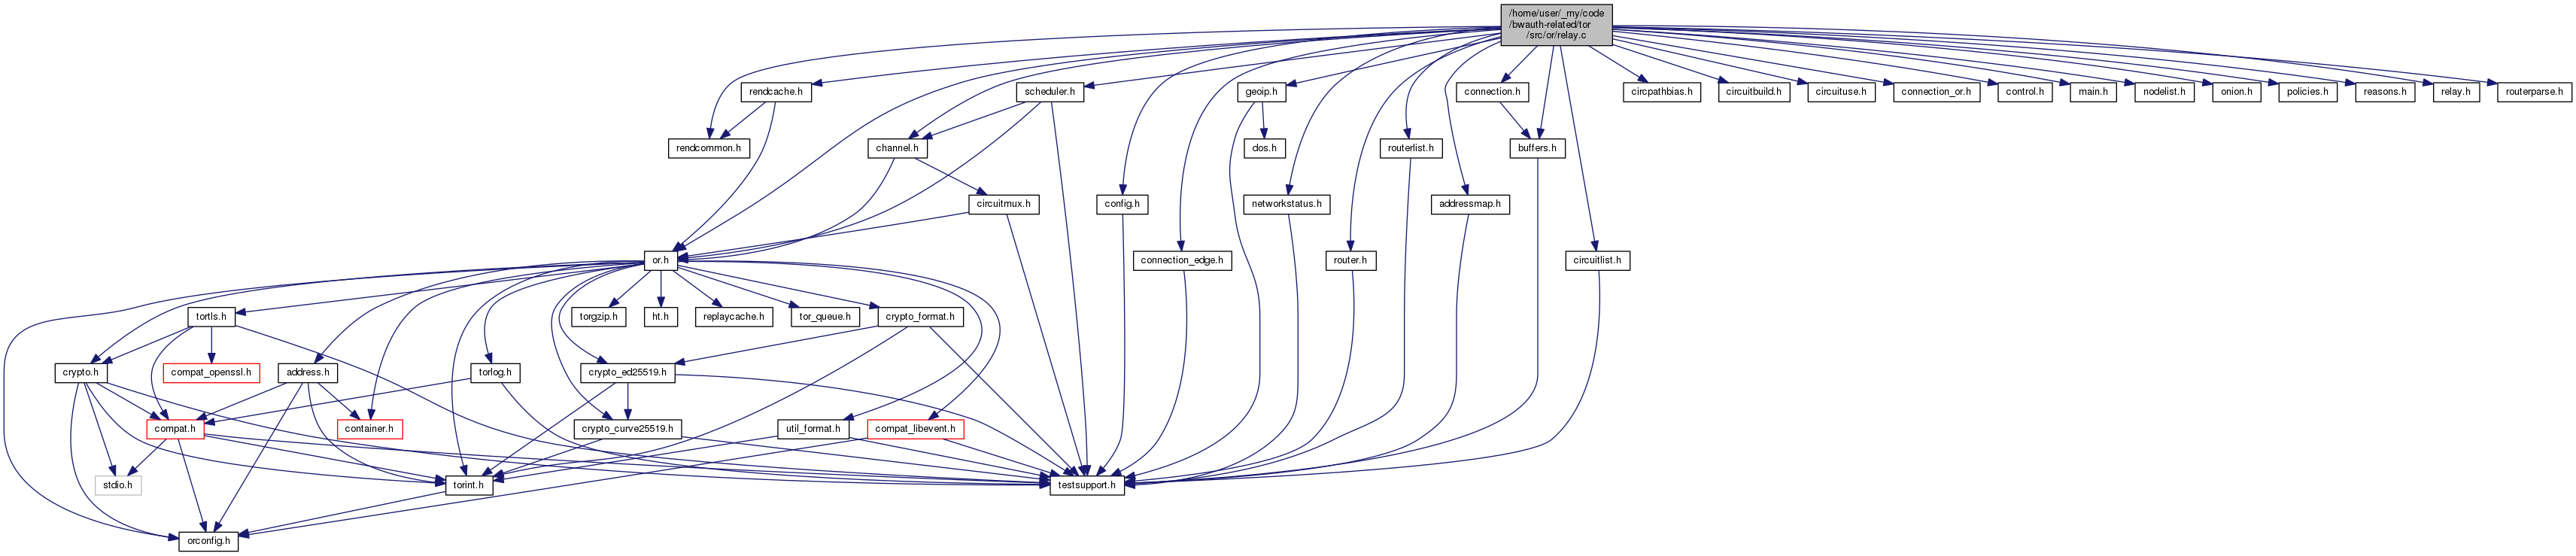 /home/user/_my/code
/bwauth-related/tor
/src/or/relay.c
rendcache.h
scheduler.h
geoip.h
connection.h
circpathbias.h
circuitbuild.h
circuituse.h
connection_or.h
control.h
main.h
nodelist.h
onion.h
policies.h
reasons.h
relay.h
routerparse.h
rendcommon.h
channel.h
dos.h
routerlist.h
buffers.h
circuitmux.h
config.h
networkstatus.h
addressmap.h
or.h
connection_edge.h
router.h
circuitlist.h
tortls.h
torgzip.h
ht.h
replaycache.h
tor_queue.h
crypto_format.h
crypto.h
compat_openssl.h
address.h
torlog.h
crypto_ed25519.h
compat.h
container.h
crypto_curve25519.h
util_format.h
compat_libevent.h
stdio.h
torint.h
testsupport.h
orconfig.h